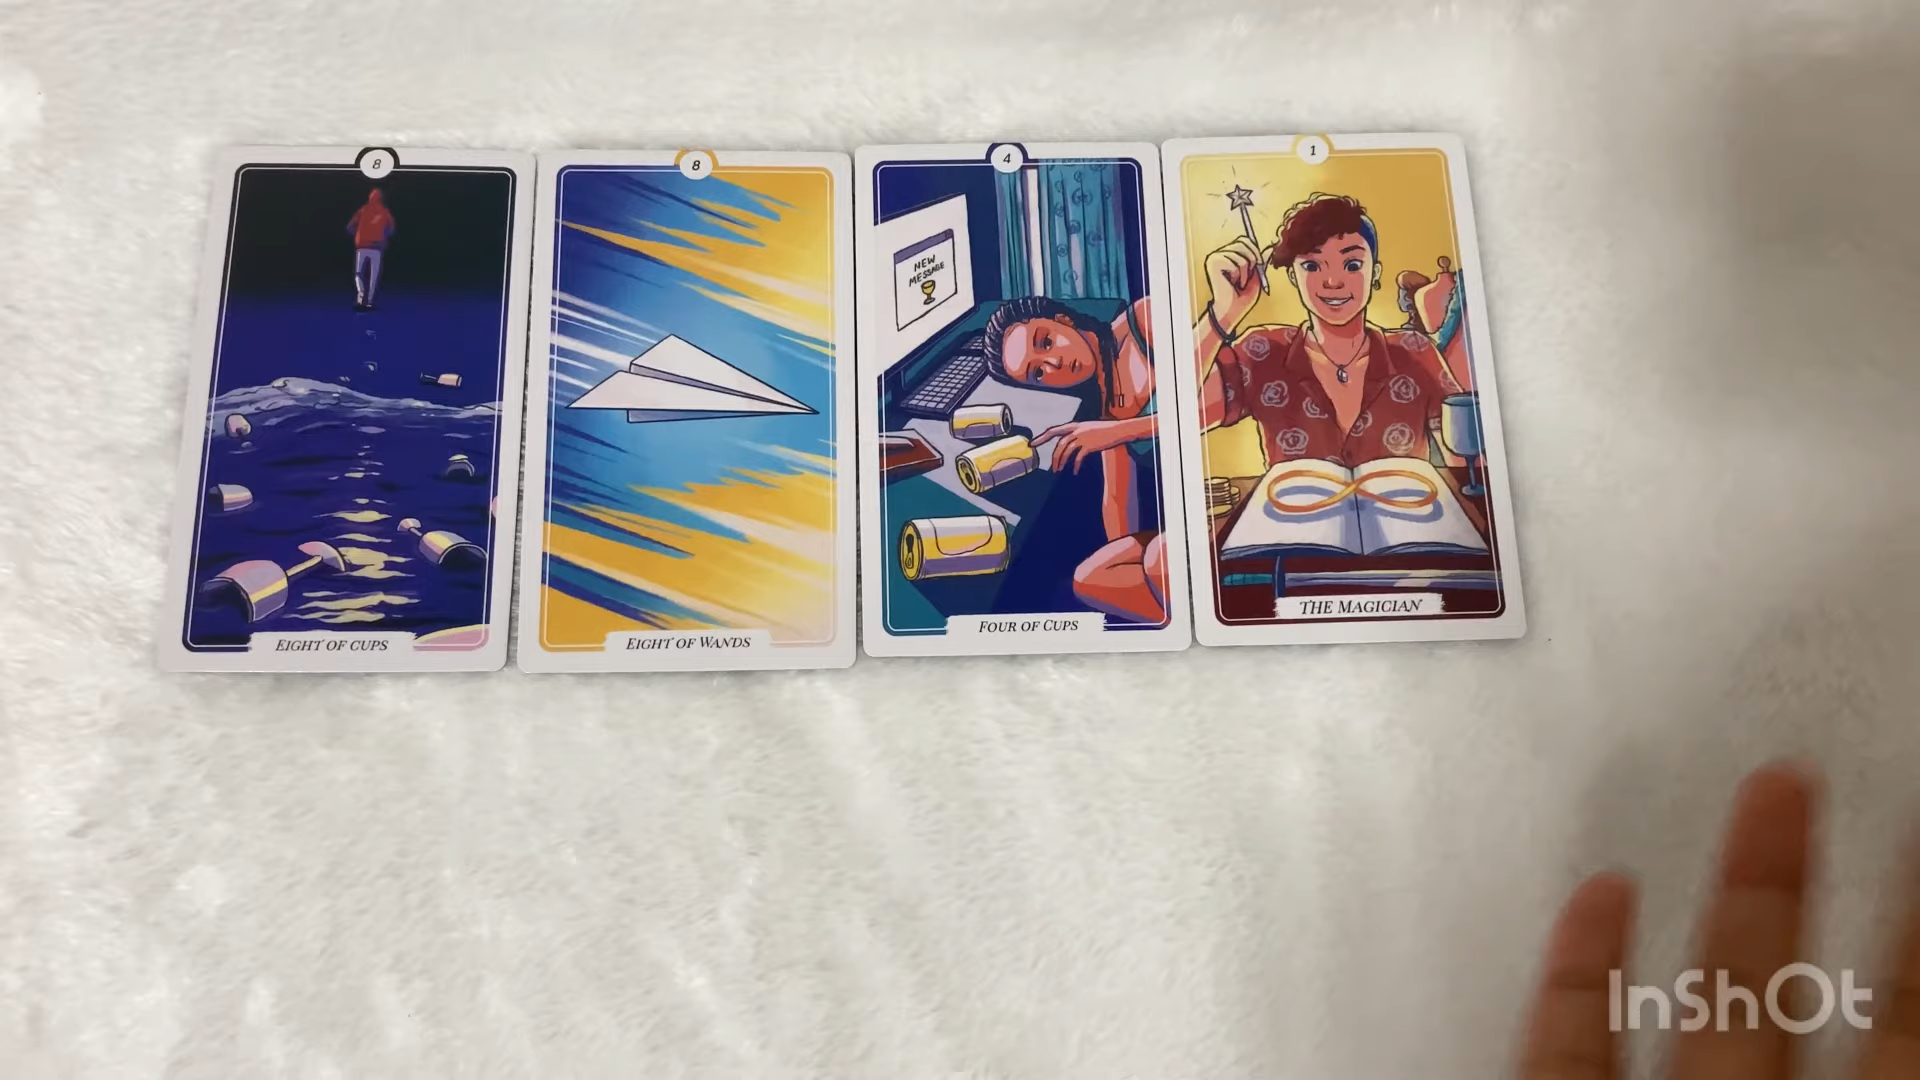 8
EIGHT OF CUPS
8
EIGHT OF WANDS
4
NEW
MESSAGE
FOUR OF CUPS
1
THE MAGICIAN
InShOt